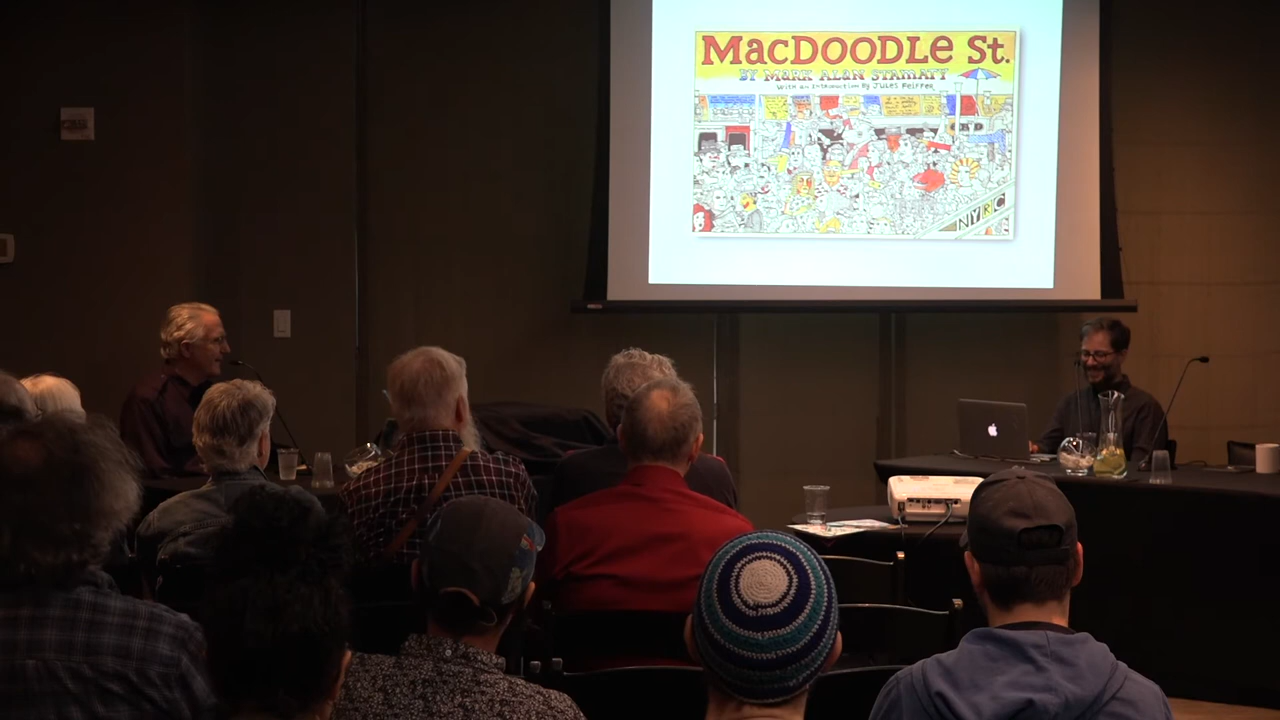 MacDOODLe St.
BY MARK ALAN STAMATY
With an Introduction By JULES FeiFFeR
NYRC